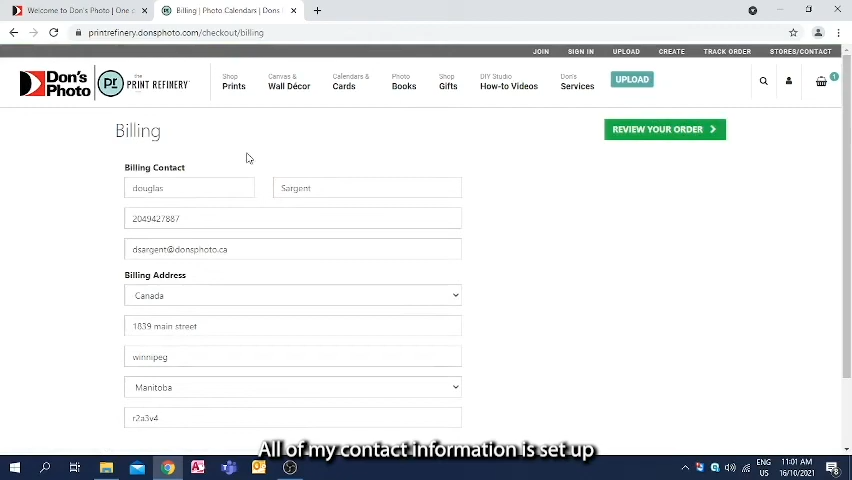 Welcome to Don's Photo | One c
Billing | Photo Calendars | Dons
printrefinery.donsphoto.com/checkout/billing
JOIN SIGN IN UPLOAD CREATE TRACK ORDER STORES/CONTACT
Don's Photo pr the PRINT REFINERY
Shop Prints
Canvas & Wall Décor
Calendars & Cards
Photo Books
Shop Gifts
DIY Studio How-to Videos
Don's Services
UPLOAD
1
Billing
REVIEW YOUR ORDER
Billing Contact
douglas Sargent
2049427887
dsargent@donsphoto.ca
Billing Address
Canada
1839 main street
winnipeg
Manitoba
r2a3v4
All of my contact information is set up
ENG 11:01 AM
US 16/10/2021
8